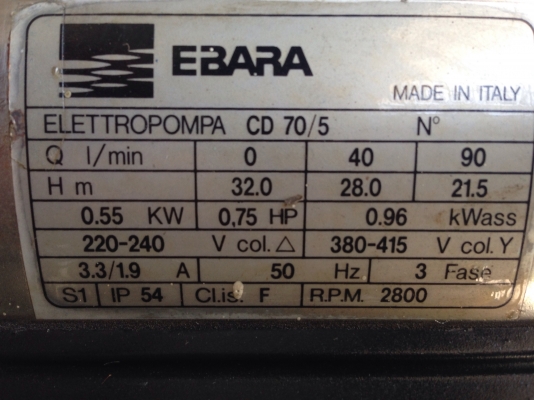 EBARA
MADE IN ITALY
ELETTROPOMPA CD 70/5 N°
Q l/min 0 40 90
H m 32.0 28.0 21.5
0.55 KW 0,75 HP 0.96 kWass
220-240 V col. △ 380-415 V col. Y
3.3/1.9 A 50 Hz 3 Fase
S1 IP 54 Cl.is. F R.P.M. 2800